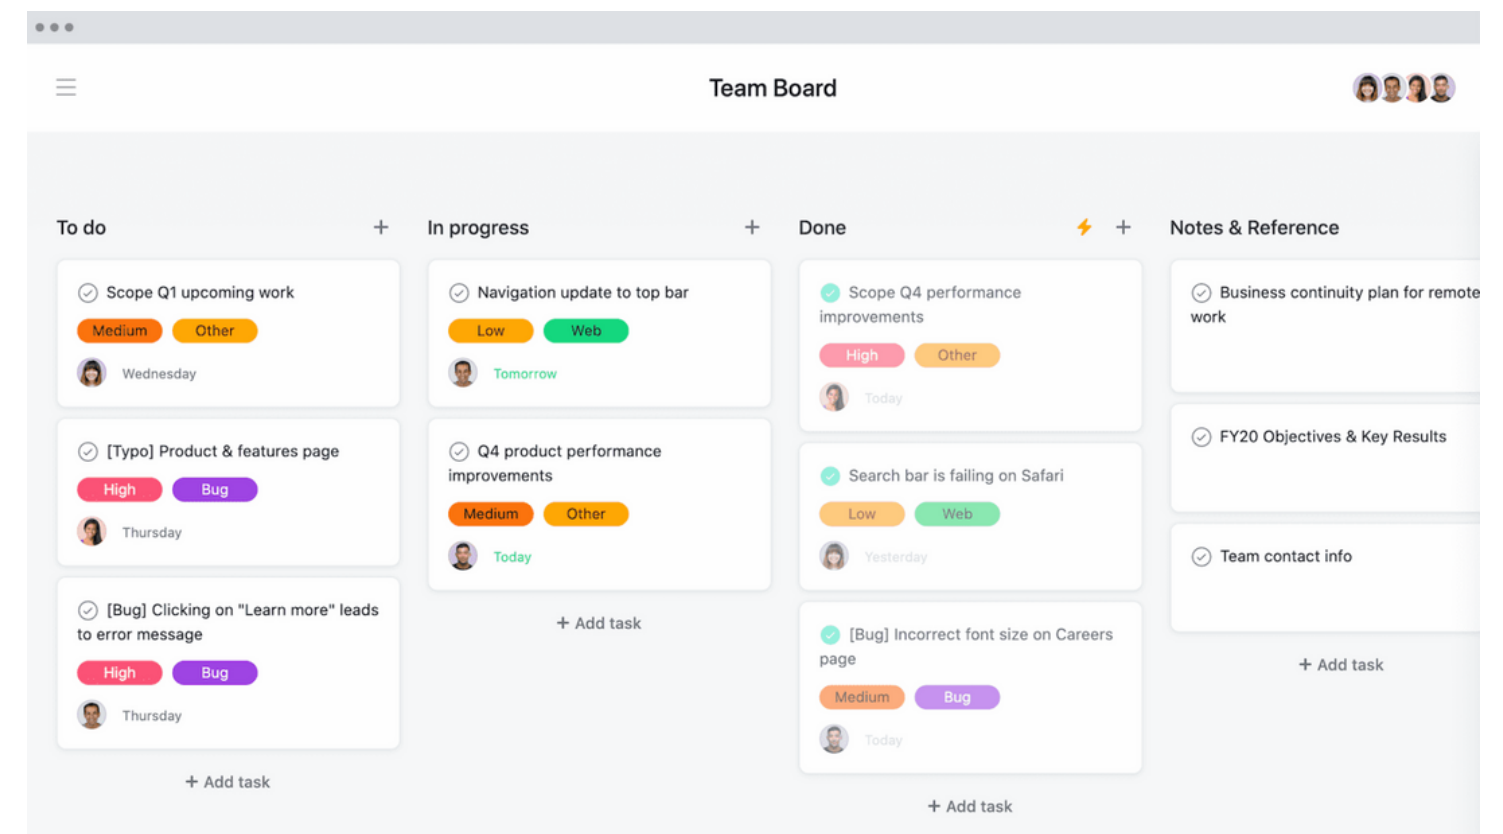 Team Board
To do
+
Scope Q1 upcoming work
Medium
Other
Wednesday
[Typo] Product & features page
High
Bug
Thursday
[Bug] Clicking on "Learn more" leads
to error message
High
Bug
Thursday
+ Add task
In progress
+
Navigation update to top bar
Low
Web
Tomorrow
Q4 product performance
improvements
Medium
Other
Today
+ Add task
Done
+
Scope Q4 performance
improvements
High
Other
Today
Search bar is failing on Safari
Low
Web
Yesterday
[Bug] Incorrect font size on Careers
page
Medium
Bug
Today
+ Add task
Notes & Reference
Business continuity plan for remote
work
FY20 Objectives & Key Results
Team contact info
+ Add task